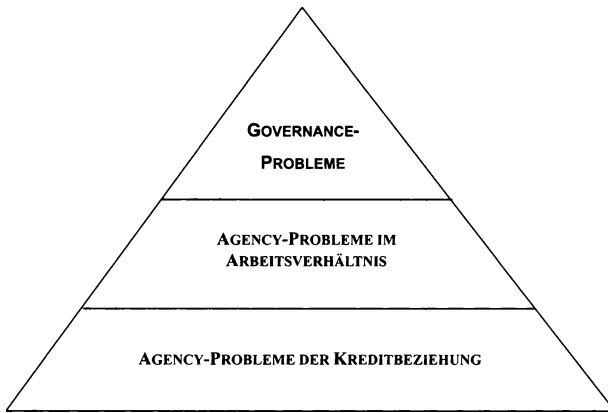 GOVERNANCE-
PROBLEME
AGENCY-PROBLEME IM
ARBEITSVERHÄLTNIS
AGENCY-PROBLEME DER KREDITBEZIEHUNG